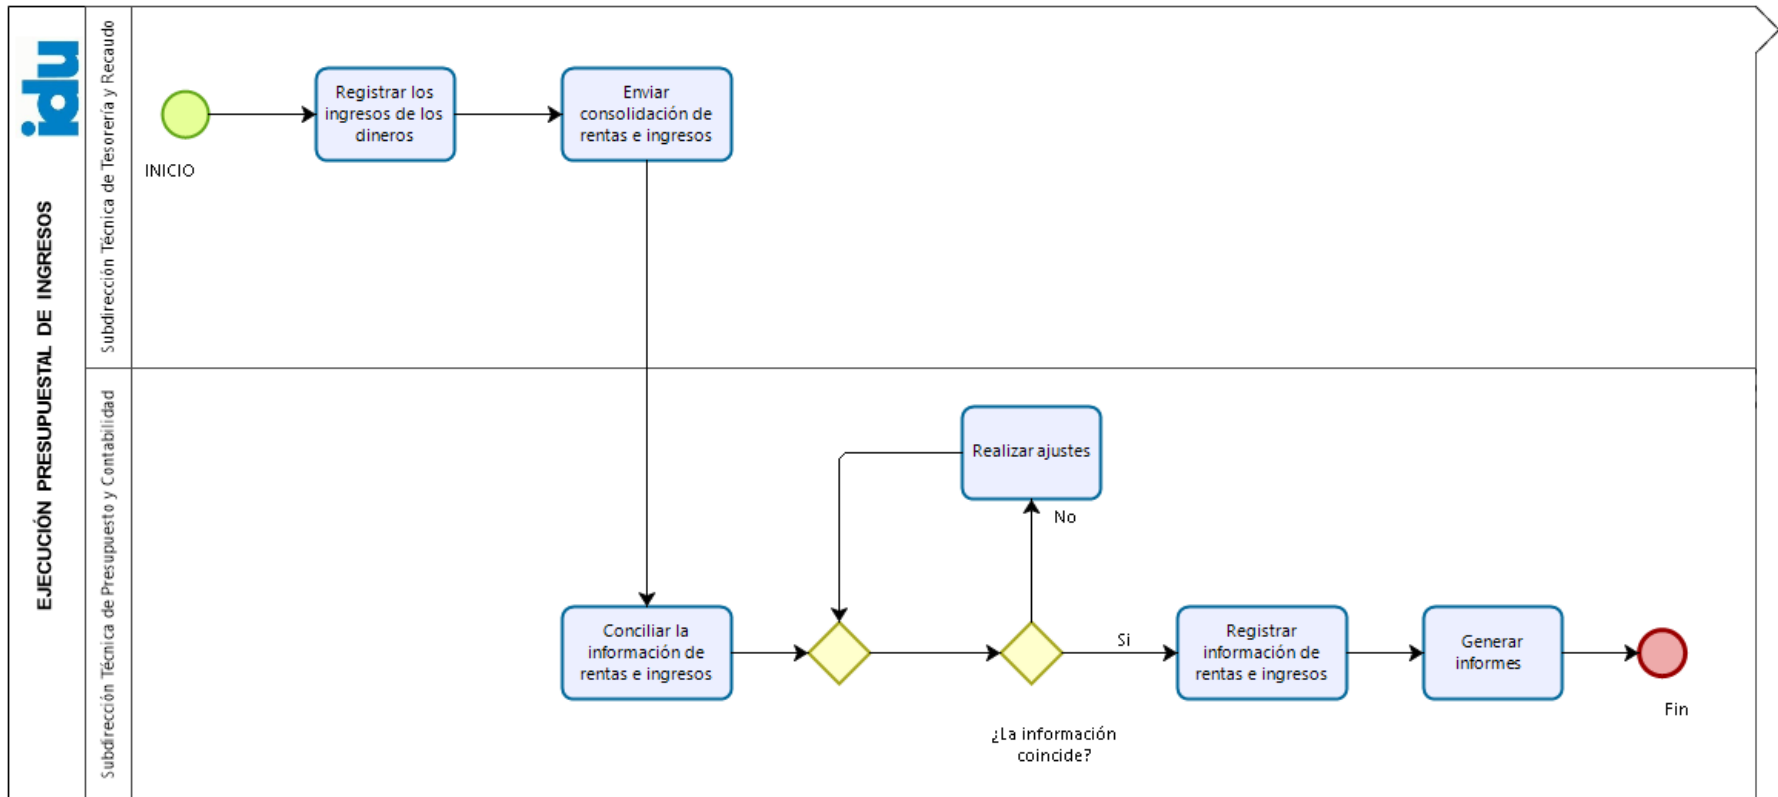 idu
EJECUCIÓN PRESUPUESTAL DE INGRESOS
Subdirección Técnica de Tesorería y Recaudo
INICIO
Registrar los
ingresos de los
dineros
Enviar
consolidación de
rentas e ingresos
Subdirección Técnica de Presupuesto y Contabilidad
Realizar ajustes
No
Conciliar la
información de
rentas e ingresos
¿La información
coincide?
Si
Registrar
información de
rentas e ingresos
Generar
informes
Fin